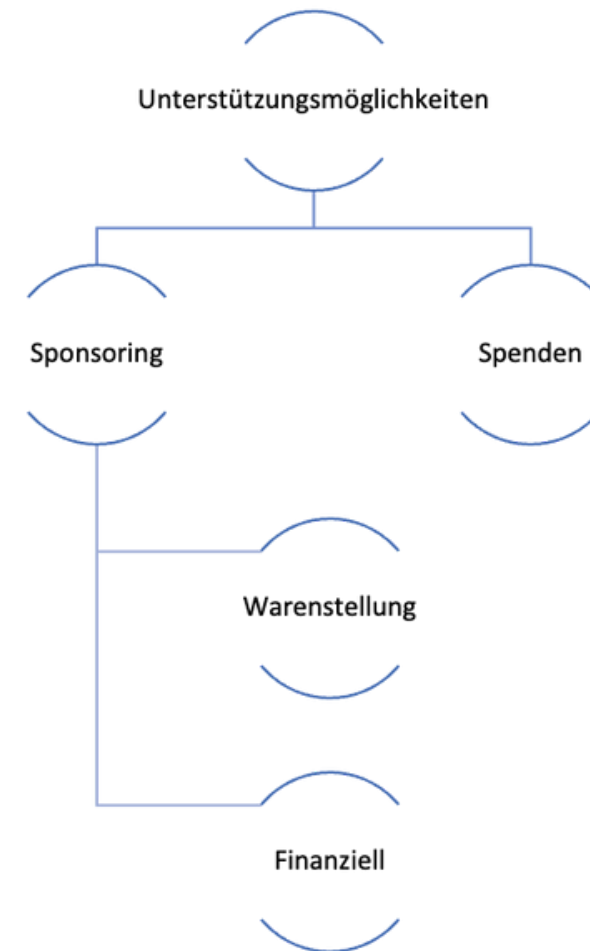 Unterstützungsmöglichkeiten
Sponsoring
Spenden
Warenstellung
Finanziell